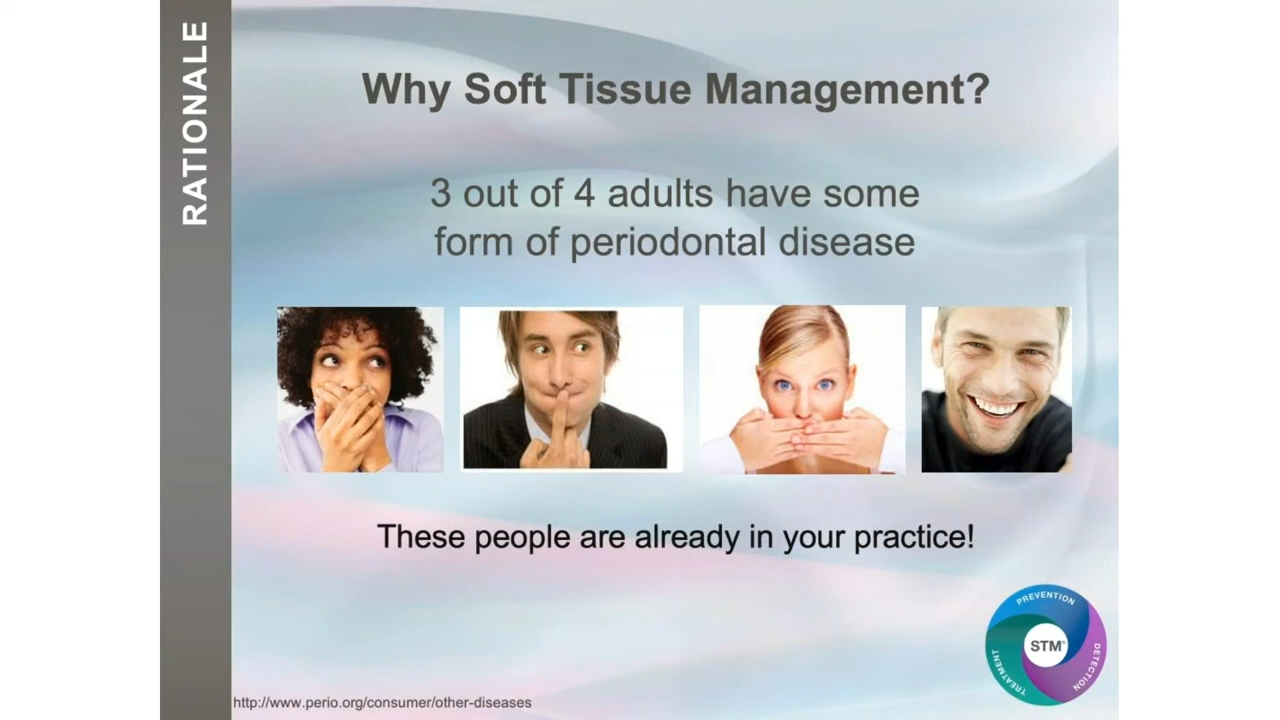 RATIONALE
Why Soft Tissue Management?
3 out of 4 adults have some
form of periodontal disease
These people are already in your practice!
PREVENTION
STM®
DETECTION
TREATMENT
http://www.perio.org/consumer/other-diseases